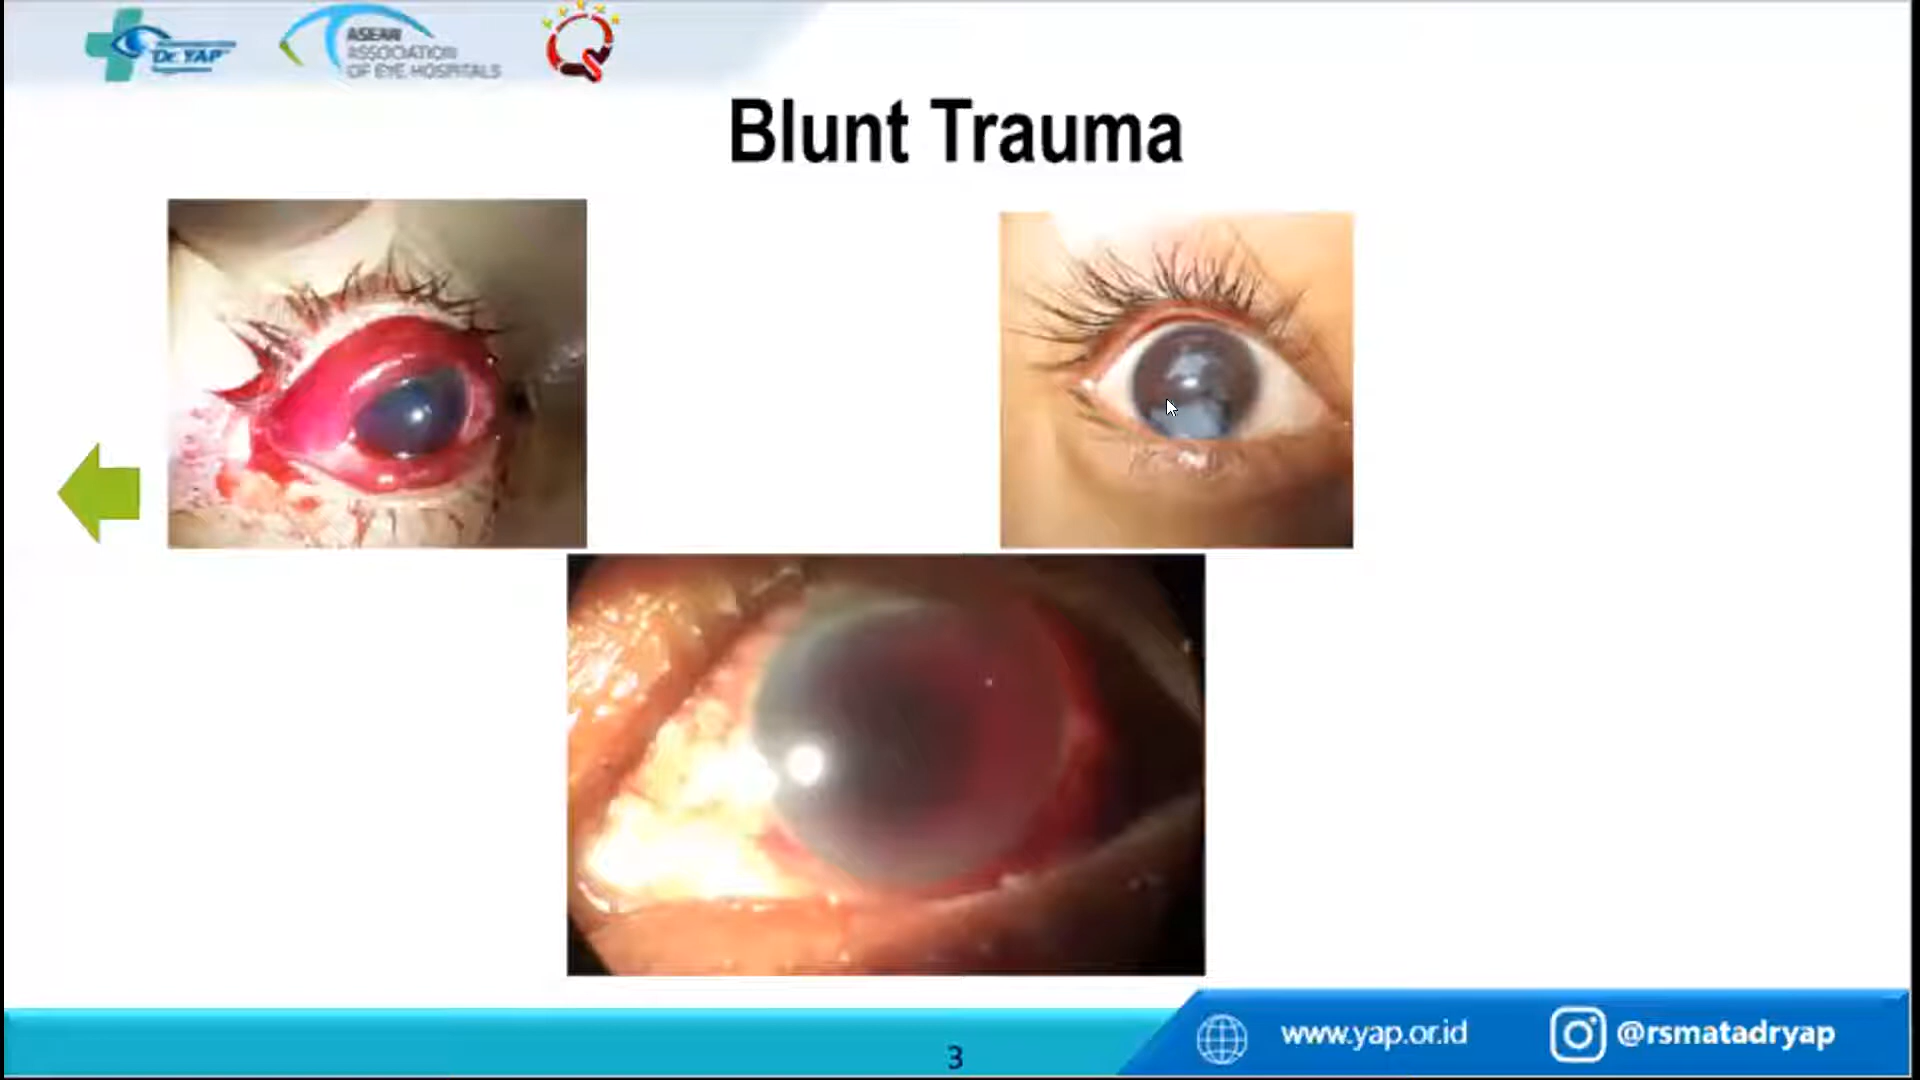 Dr. YAP
ASEAN
ASSOCIATION
OF EYE HOSPITALS
Blunt Trauma
3
www.yap.or.id
@rsmatadryap